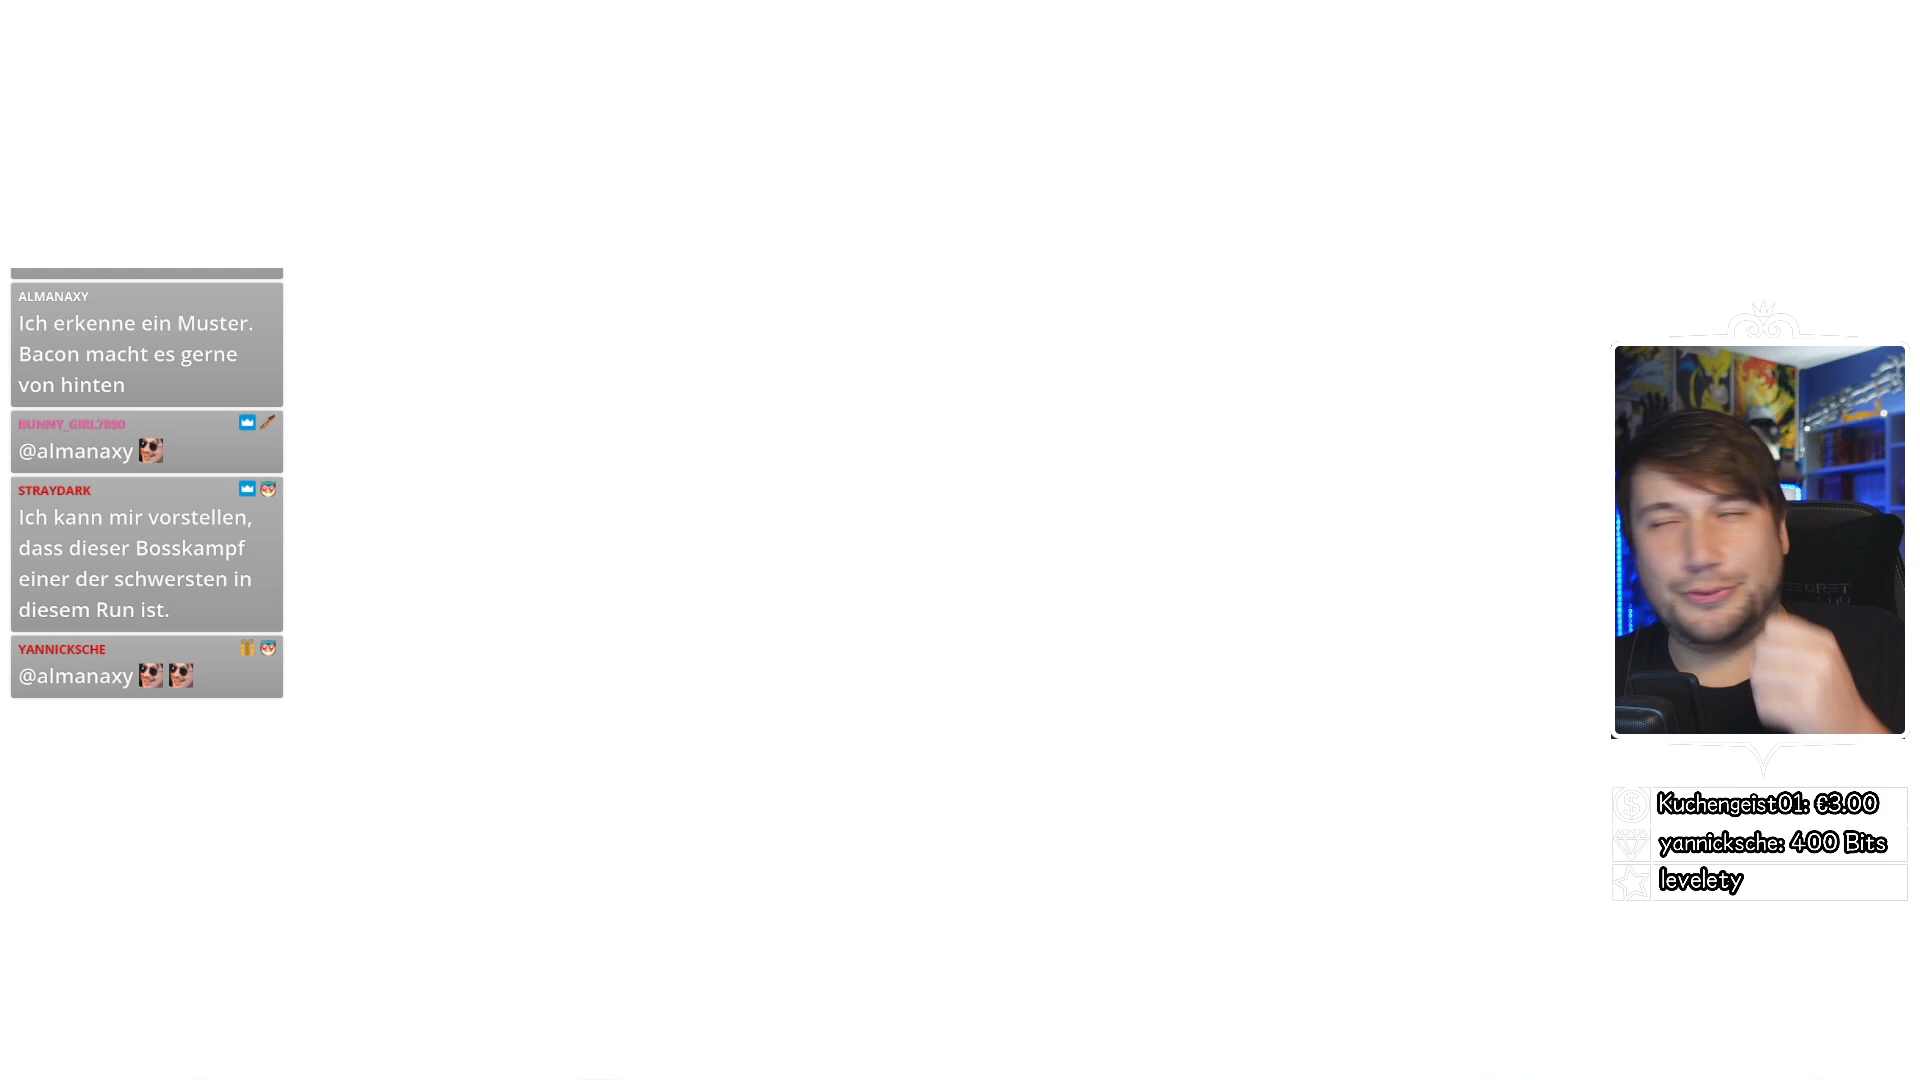 ALMANAXY
Ich erkenne ein Muster.
Bacon macht es gerne
von hinten
BUNNY_GIRL7890
@almanaxy
STRAYDARK
Ich kann mir vorstellen,
dass dieser Bosskampf
einer der schwersten in
diesem Run ist.
YANNICKSCHE
@almanaxy
Kuchengeist01: €3.00
yannicksche: 400 Bits
levelety